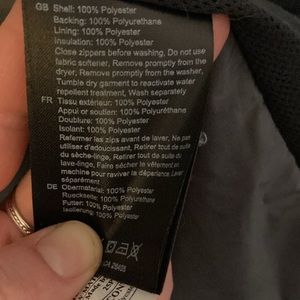 GB Shell: 100% Polyester
Backing: 100% Polyurethane
Lining: 100% Polyester
Insulation: 100% Polyester
Close zippers before washing, Do not use
fabric softener, Remove promptly from the
dryer, Remove promptly from the dryer,
Tumble dry garment to reactivate water
repellent treatment, Wash separately
FR Tissu extérieur: 100% Polyester
Appui or soutien: 100% Polyuréthane
Doublure: 100% Polyester
Isolant: 100% Polyester
Refermer les zips avant de laver, Ne pas
utiliser d'adoucissant, Retirer tout de suite
du sèche-linge, Retirer tout de suite du
lave-linge, Faire sécher le vêtement en
machine pour raviver la déperlance, Laver
séparément
DE Obermaterial: 100% Polyester
Rueckseite: 100% Polyurethane
Futter: 100% Polyester
Isolierung: 100% Polyester
CA 28405